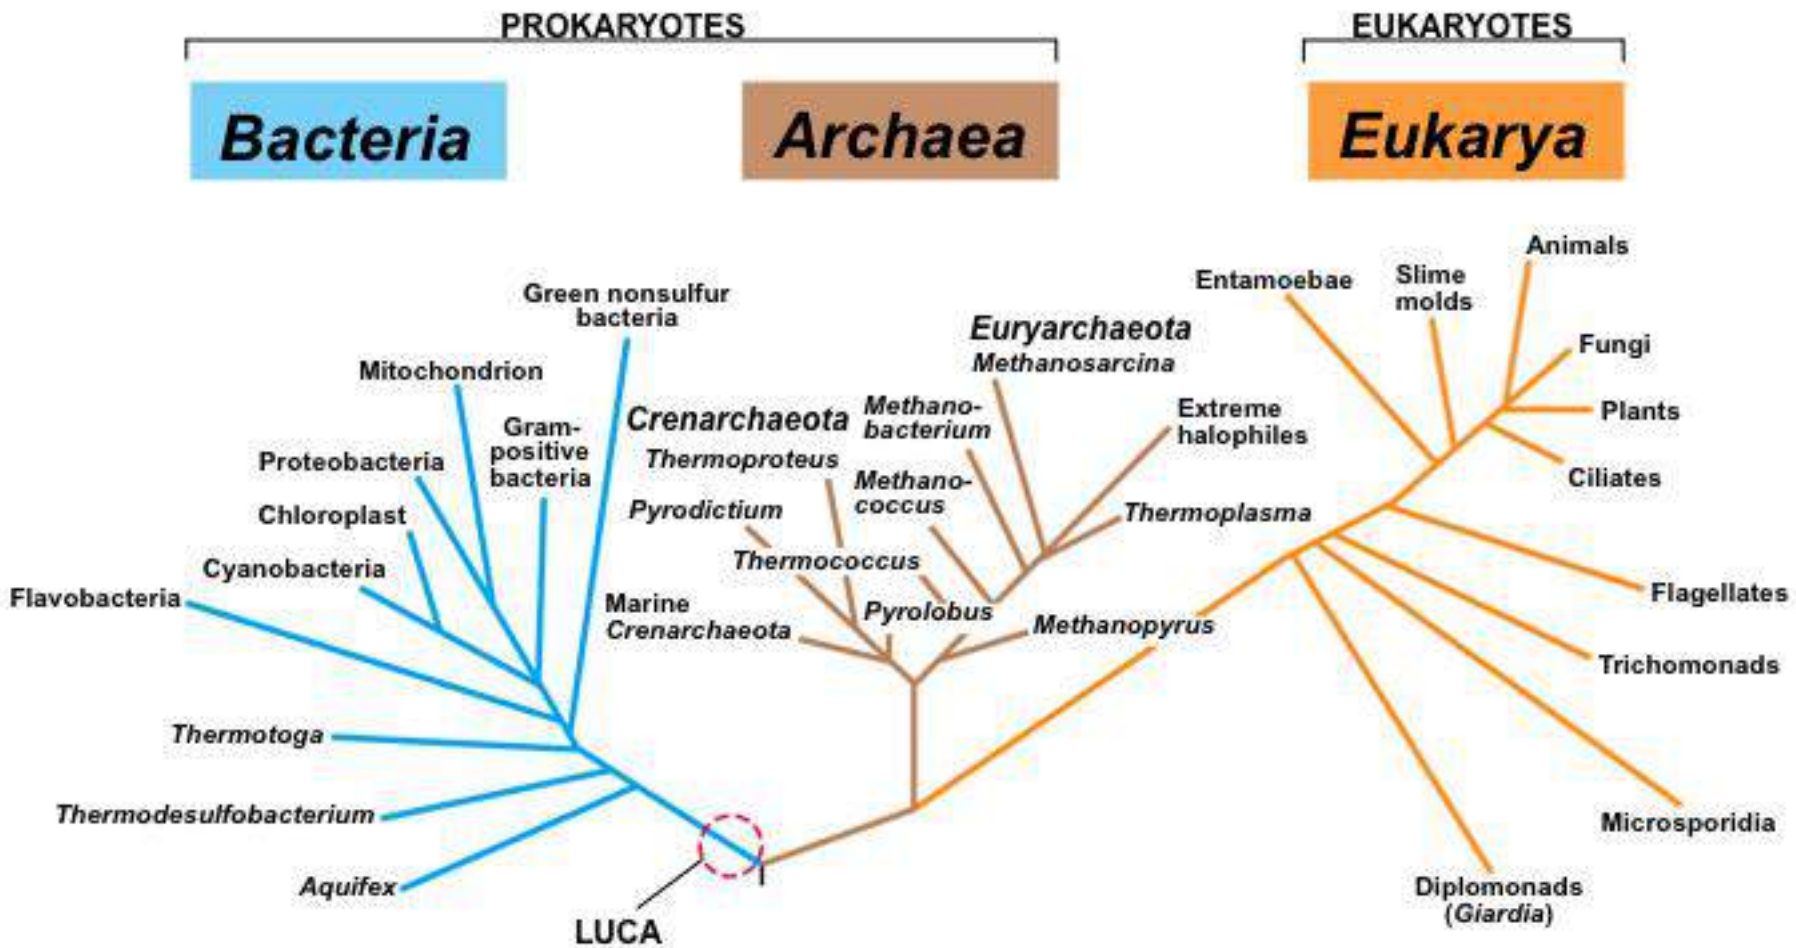 PROKARYOTES
EUKARYOTES
Bacteria
Archaea
Eukarya
Green nonsulfur
bacteria
Mitochondrion
Gram-
positive
bacteria
Proteobacteria
Chloroplast
Cyanobacteria
Flavobacteria
Thermotoga
Thermodesulfobacterium
Aquifex
LUCA
Crenarchaeota
Thermoproteus
Pyrodictium
Thermococcus
Marine
Crenarchaeota
Pyrolobus
Euryarchaeota
Methanosarcina
Methano-
bacterium
Methano-
coccus
Extreme
halophiles
Thermoplasma
Methanopyrus
Entamoebae
Slime
molds
Animals
Fungi
Plants
Ciliates
Flagellates
Trichomonads
Microsporidia
Diplomonads
(Giardia)